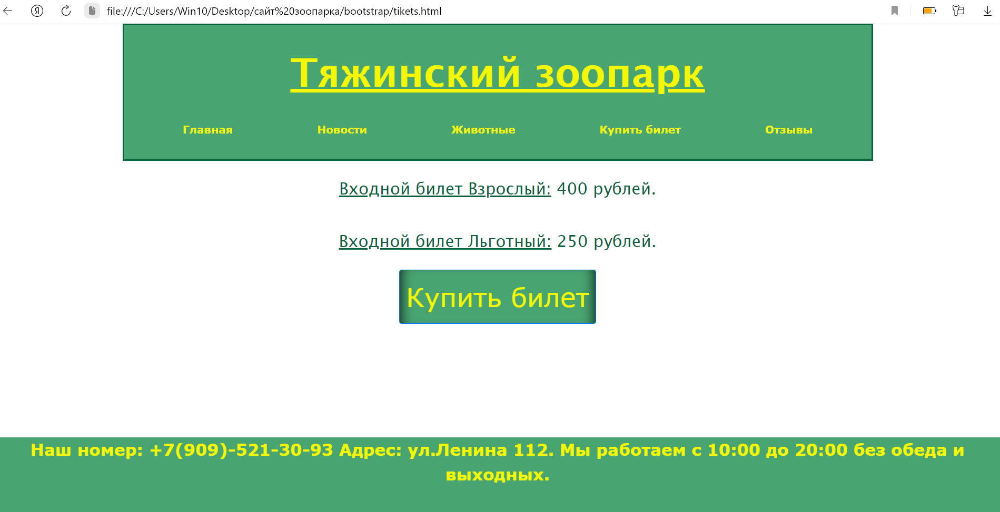 file:///C:/Users/Win10/Desktop/сайт%20зоопарка/bootstrap/tikets.html
Тяжинский зоопарк
Главная Новости Животные Купить билет Отзывы
Входной билет Взрослый: 400 рублей.
Входной билет Льготный: 250 рублей.
Купить билет
Наш номер: +7(909)-521-30-93 Адрес: ул.Ленина 112. Мы работаем с 10:00 до 20:00 без обеда и
выходных.